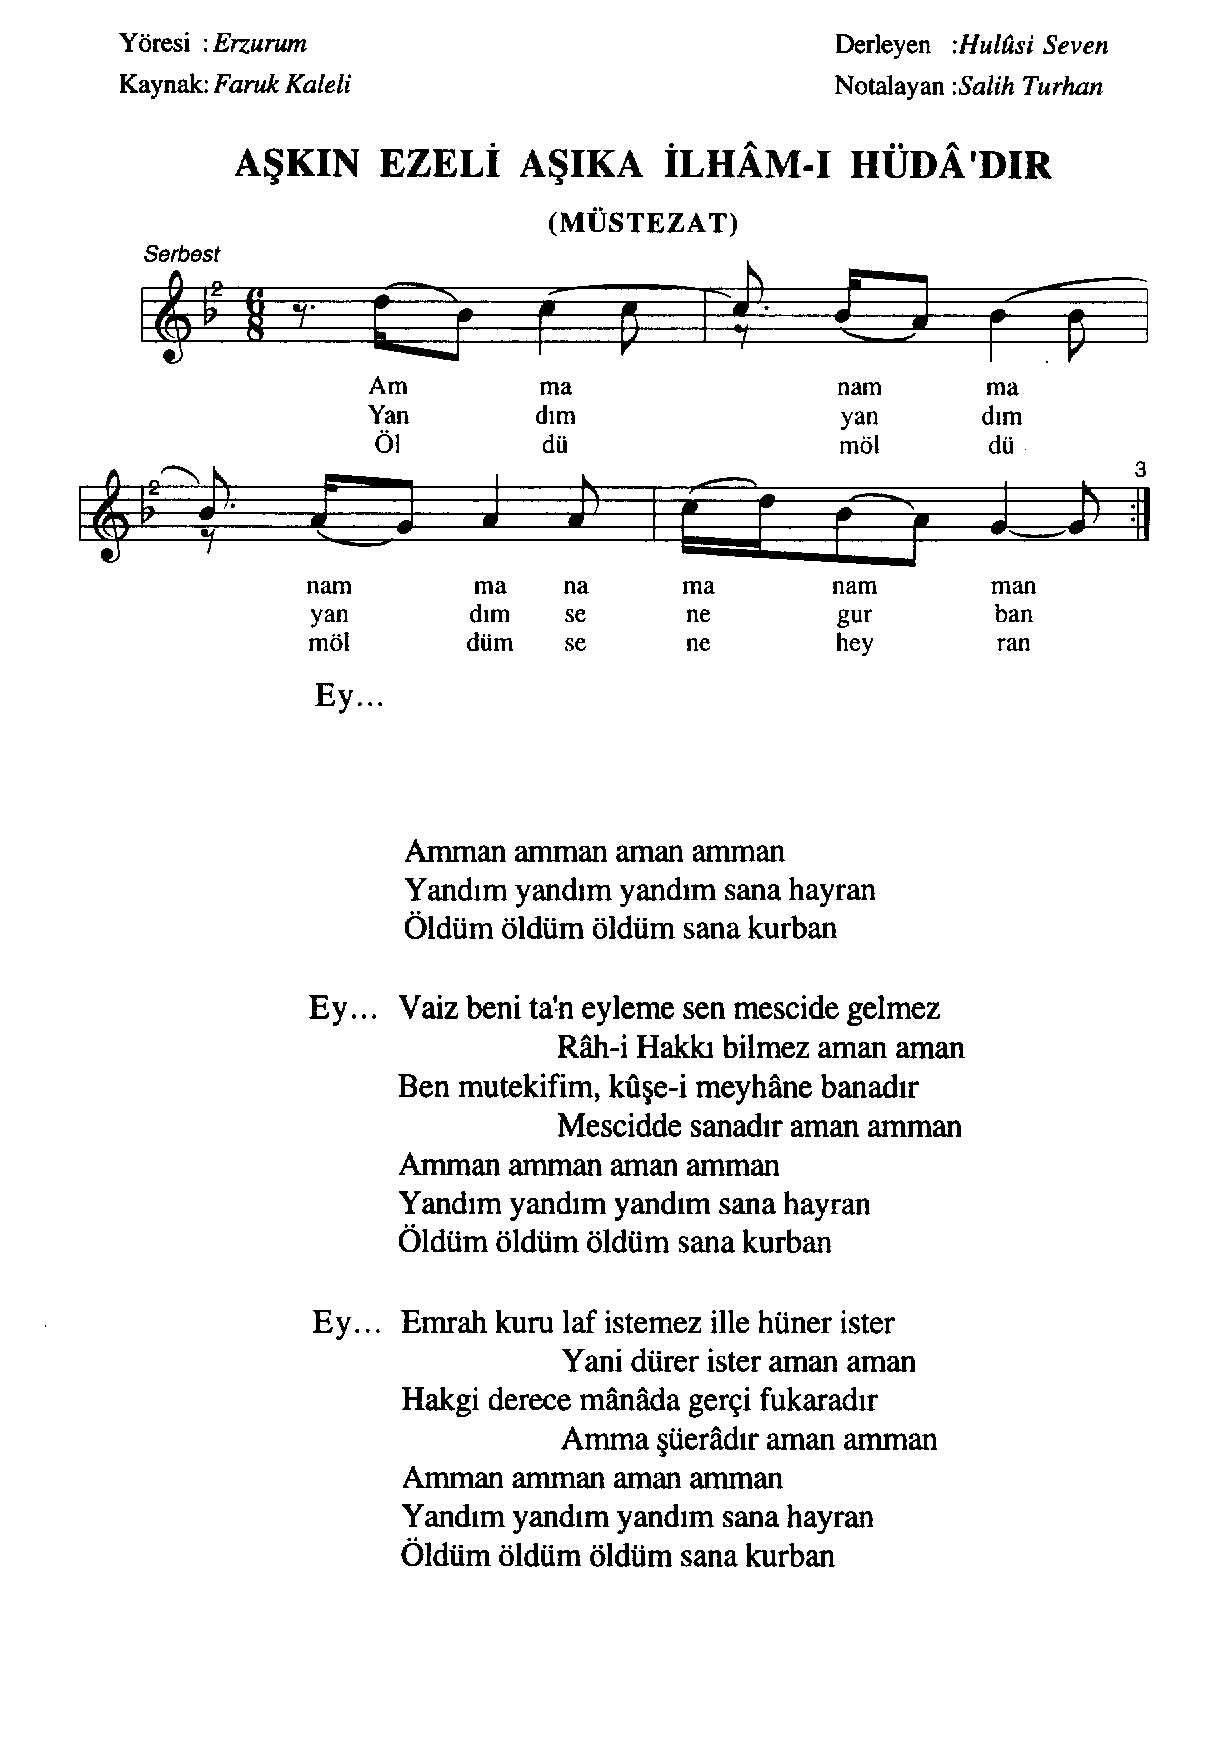 Yöresi : Erzurum
Derleyen :Hulûsi Seven
Kaynak: Faruk Kaleli
Notalayan :Salih Turhan
AŞKIN EZELİ AŞIKA İLHÂM-I HÜDÂ'DIR
(MÜSTEZAT)
Serbest
2
6
8
Am ma nam ma
Yan dım yan dım
Öl dü möl dü
2
3
nam ma na ma nam man
yan dım se ne gur ban
möl düm se ne hey ran
Ey...
Amman amman aman amman
Yandım yandım yandım sana hayran
Öldüm öldüm öldüm sana kurban
Ey... Vaiz beni ta'n eyleme sen mescide gelmez
Râh-i Hakkı bilmez aman aman
Ben mutekifim, kûşe-i meyhâne banadır
Mescidde sanadır aman amman
Amman amman aman amman
Yandım yandım yandım sana hayran
Öldüm öldüm öldüm sana kurban
Ey... Emrah kuru laf istemez ille hüner ister
Yani dürer ister aman aman
Hakgi derece mânâda gerçi fukaradır
Amma şüerâdır aman amman
Amman amman aman amman
Yandım yandım yandım sana hayran
Öldüm öldüm öldüm sana kurban